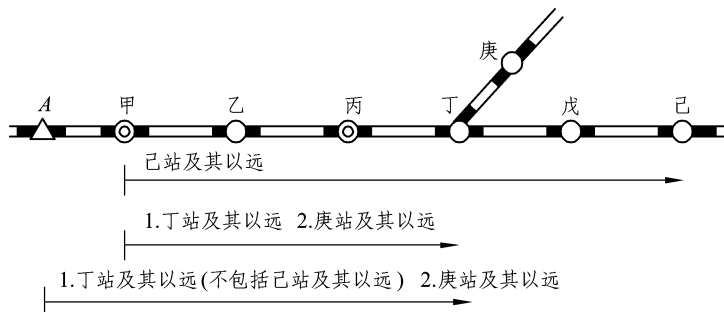 庚
A 甲 乙 丙 丁 戊 己
己站及其以远
1.丁站及其以远 2.庚站及其以远
1.丁站及其以远(不包括己站及其以远) 2.庚站及其以远